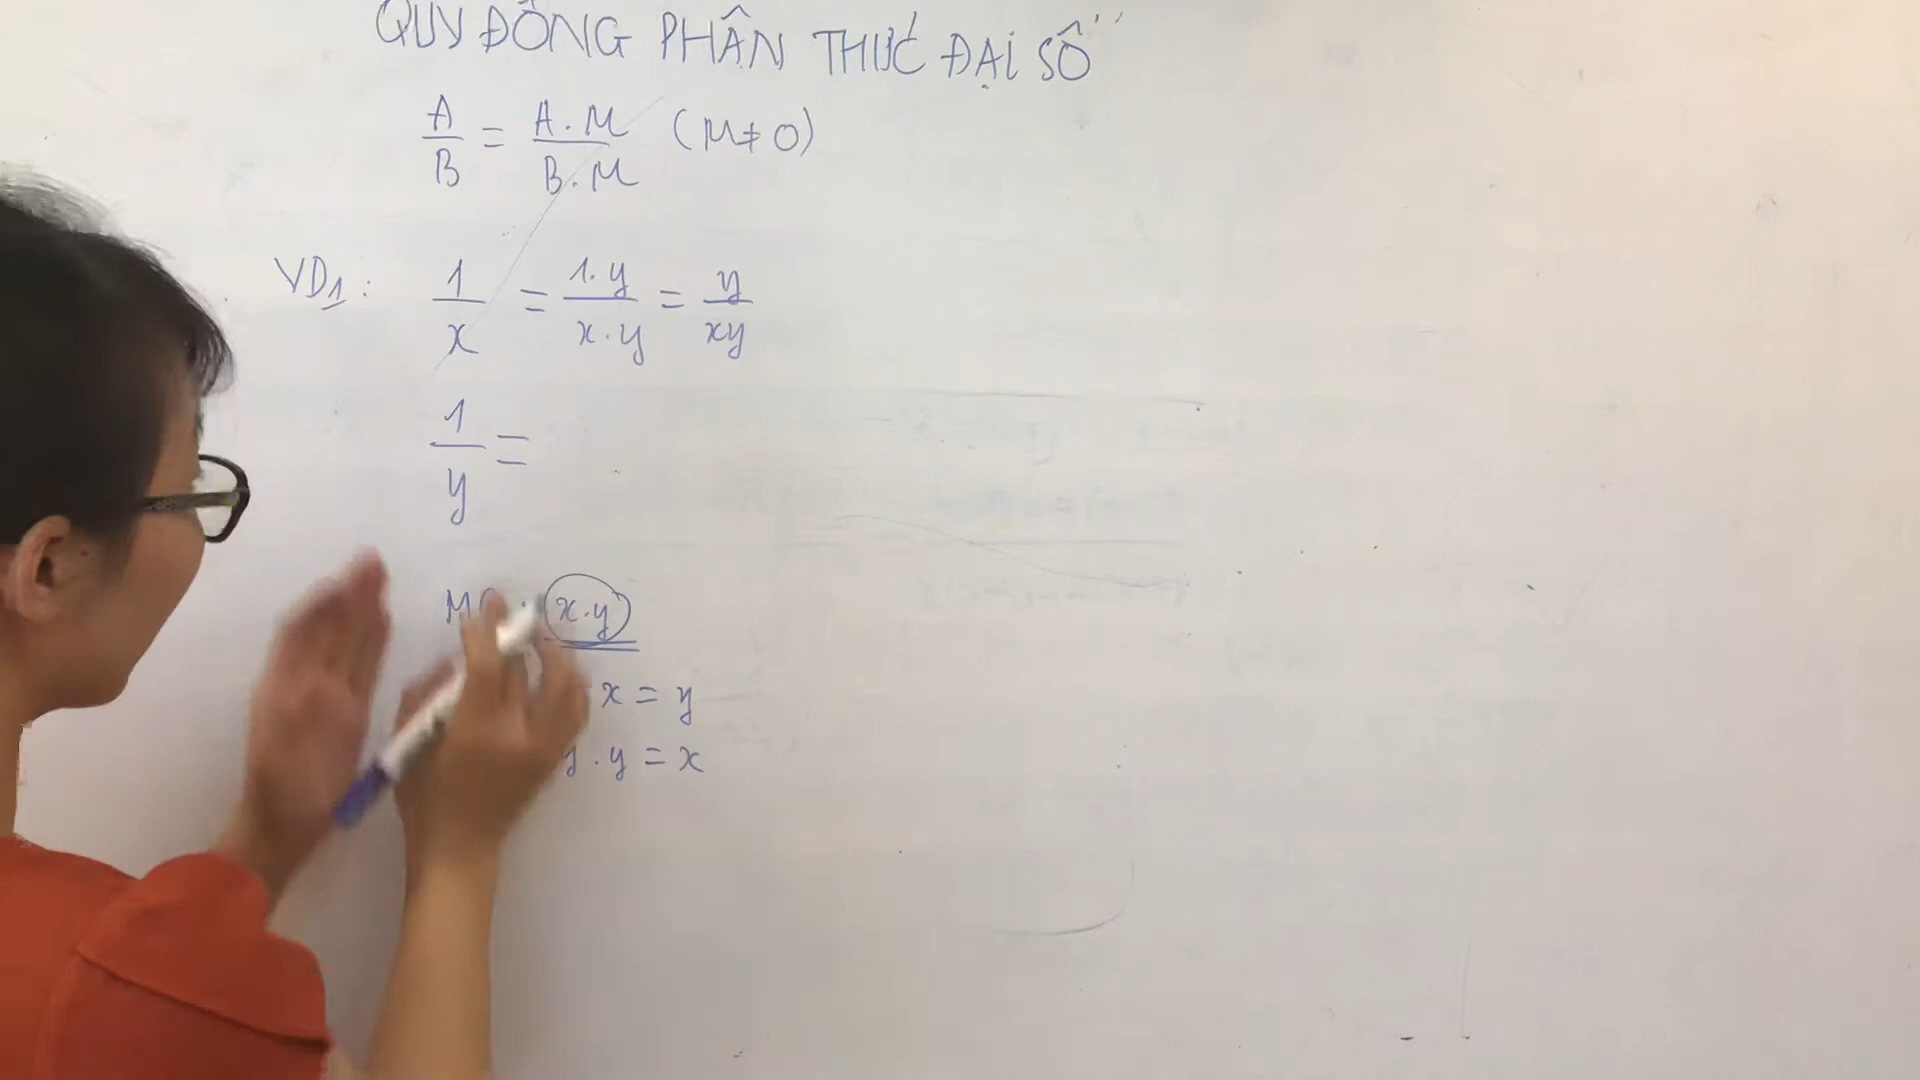 QUY ĐỒNG PHÂN THỨC ĐẠI SỐ"
A/B = A.M/B.M (M≠0)
VD1: 1/x = 1.y/x.y = y/xy
1/y =
x.y
x = y
y.y = x